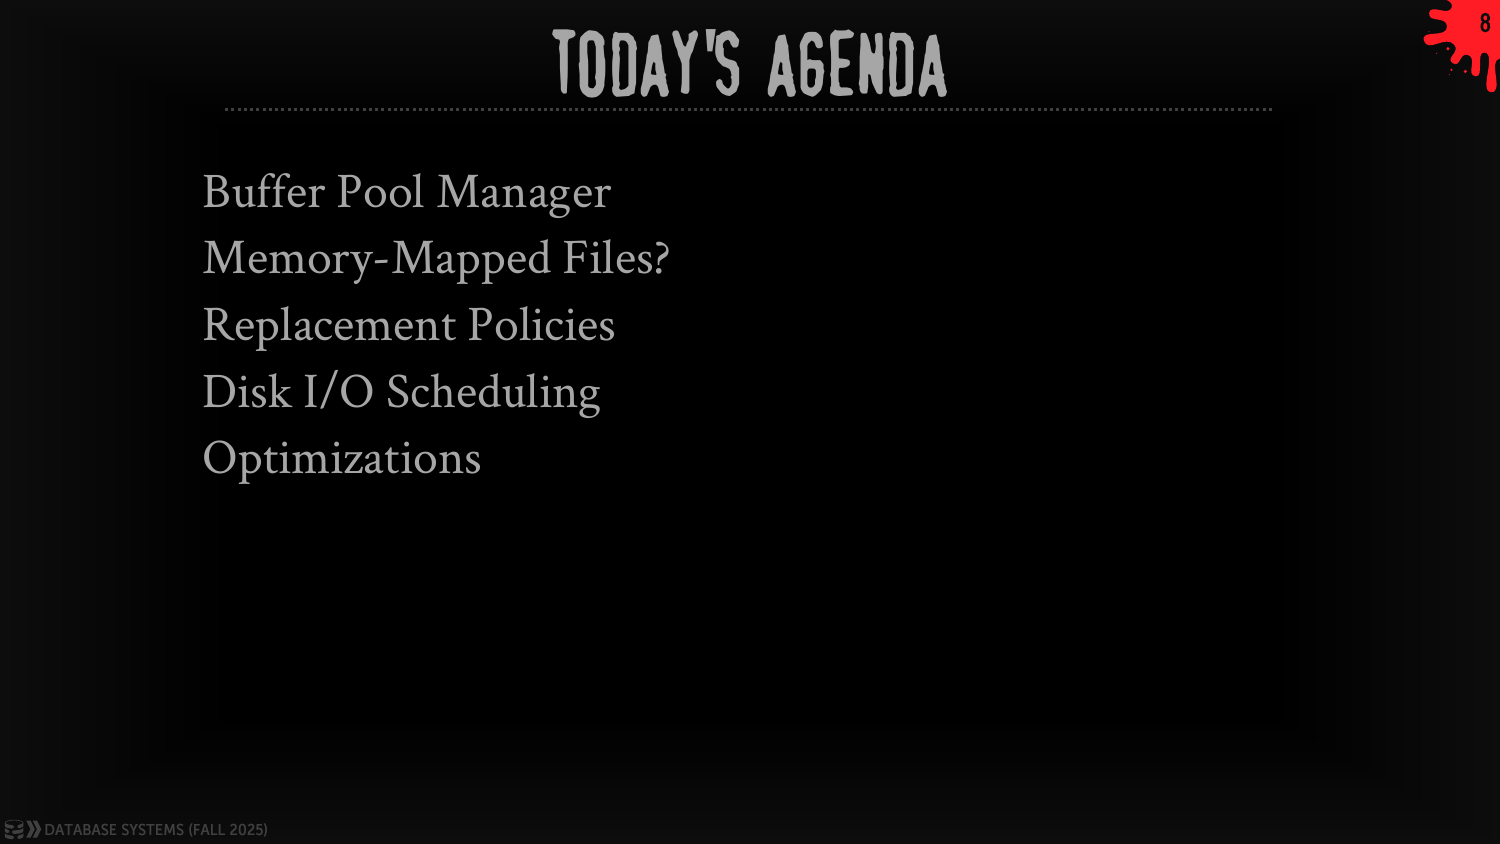 8
TODAY'S AGENDA
Buffer Pool Manager
Memory-Mapped Files?
Replacement Policies
Disk I/O Scheduling
Optimizations
DATABASE SYSTEMS (FALL 2025)